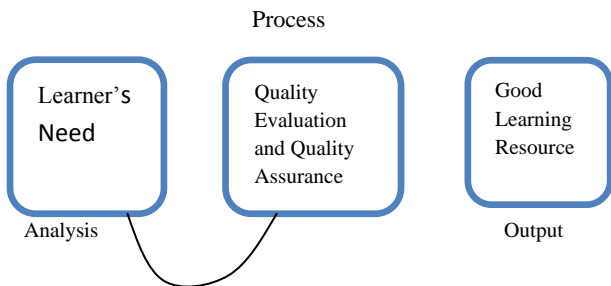 Process
Learner's
Need
Quality
Evaluation
and Quality
Assurance
Good
Learning
Resource
Analysis
Output